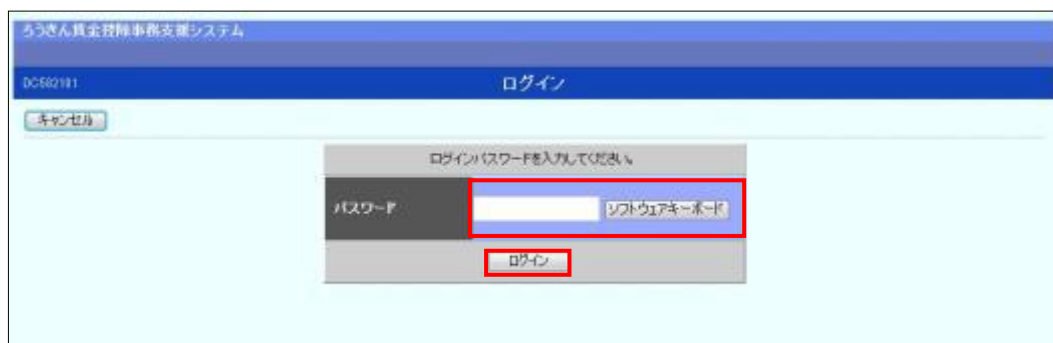 ろうきん賃金控除事務支援システム
DC502101
ログイン
キャンセル
ログインパスワードを入力してください。
パスワード
ソフトウェアキーボード
ログイン